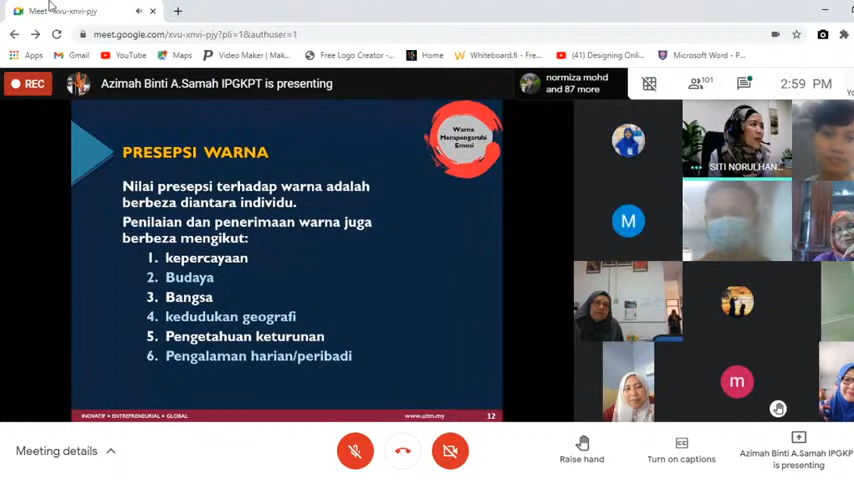 Meet - xvu-xnvi-pjy
meet.google.com/xvu-xnvi-pjy?pli=1&authuser=1
Apps
Gmail
YouTube
Maps
Video Maker | Mak...
Free Logo Creator -...
Home
Whiteboard.fi - Fre...
(41) Designing Onli...
Microsoft Word - P...
REC
Azimah Binti A.Samah IPGKPT is presenting
normiza mohd
and 87 more
101
2:59 PM
Warna
Mempengaruhi
Emosi
PRESEPSI WARNA
Nilai presepsi terhadap warna adalah
berbeza diantara individu.
Penilaian dan penerimaan warna juga
berbeza mengikut:
1. kepercayaan
2. Budaya
3. Bangsa
4. kedudukan geografi
5. Pengetahuan keturunan
6. Pengalaman harian/peribadi
INOVATIF • ENTREPRENEURIAL • GLOBAL
www.utm.my
12
SITI NORULHAN...
M
m
Meeting details
Raise hand
Turn on captions
Azimah Binti A.Samah IPGKP
is presenting